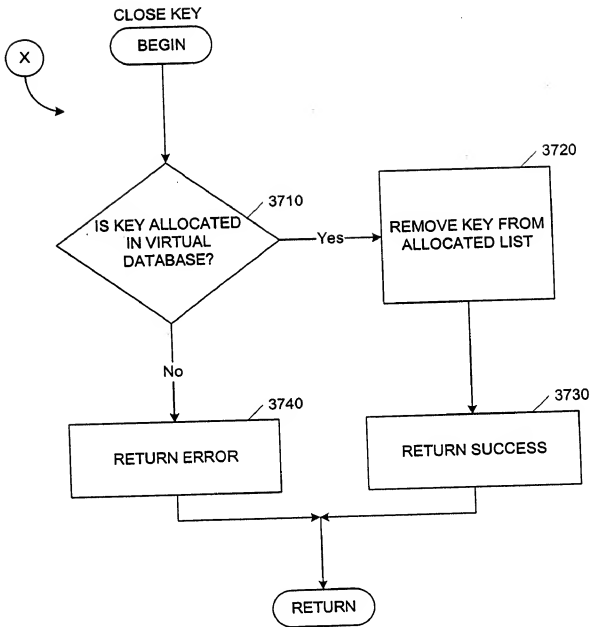 CLOSE KEY
BEGIN
X
3710
IS KEY ALLOCATED
IN VIRTUAL
DATABASE?
Yes
3720
REMOVE KEY FROM
ALLOCATED LIST
No
3740
RETURN ERROR
3730
RETURN SUCCESS
RETURN